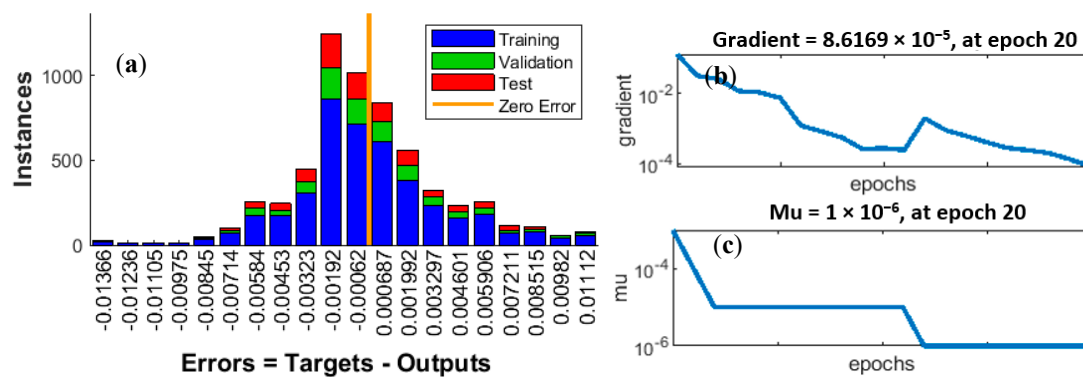 (a)
Instances
1000
500
0
Training
Validation
Test
Zero Error
-0.01366
-0.01236
-0.01105
-0.00975
-0.00845
-0.00714
-0.00584
-0.00453
-0.00323
-0.00192
-0.00062
0.000687
0.001992
0.003297
0.004601
0.005906
0.007211
0.008515
0.00982
0.01112
Errors = Targets - Outputs
Gradient = 8.6169 × 10⁻⁵, at epoch 20
(b)
gradient
10⁻²
10⁻⁴
epochs
Mu = 1 × 10⁻⁶, at epoch 20
(c)
mu
10⁻⁴
10⁻⁶
epochs